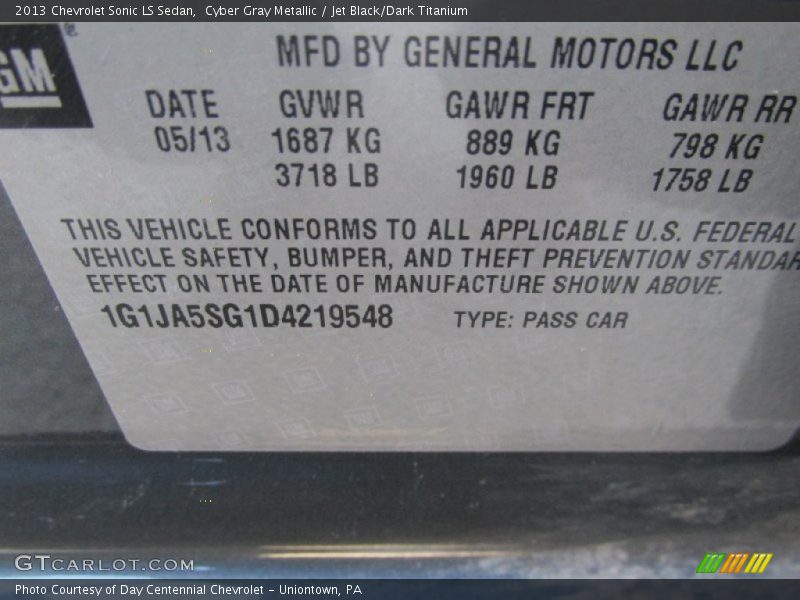 2013 Chevrolet Sonic LS Sedan,  Cyber Gray Metallic / Jet Black/Dark Titanium
GM
MFD BY GENERAL MOTORS LLC
DATE GVWR GAWR FRT GAWR RR
05/13 1687 KG 889 KG 798 KG
3718 LB 1960 LB 1758 LB
THIS VEHICLE CONFORMS TO ALL APPLICABLE U.S. FEDERAL
VEHICLE SAFETY, BUMPER, AND THEFT PREVENTION STANDAR
EFFECT ON THE DATE OF MANUFACTURE SHOWN ABOVE.
1G1JA5SG1D4219548 TYPE: PASS CAR
GTCARLOT.COM
Photo Courtesy of Day Centennial Chevrolet - Uniontown, PA